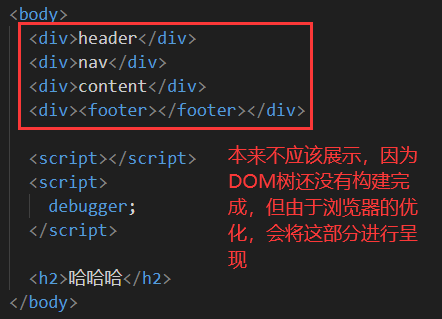 <body>
<div>header</div>
<div>nav</div>
<div>content</div>
<div><footer></footer></div>
<script></script>
<script>
debugger;
</script>
<h2>哈哈哈</h2>
</body>
本来不应该展示，因为
DOM树还没有构建完
成，但由于浏览器的优
化，会将这部分进行呈
现